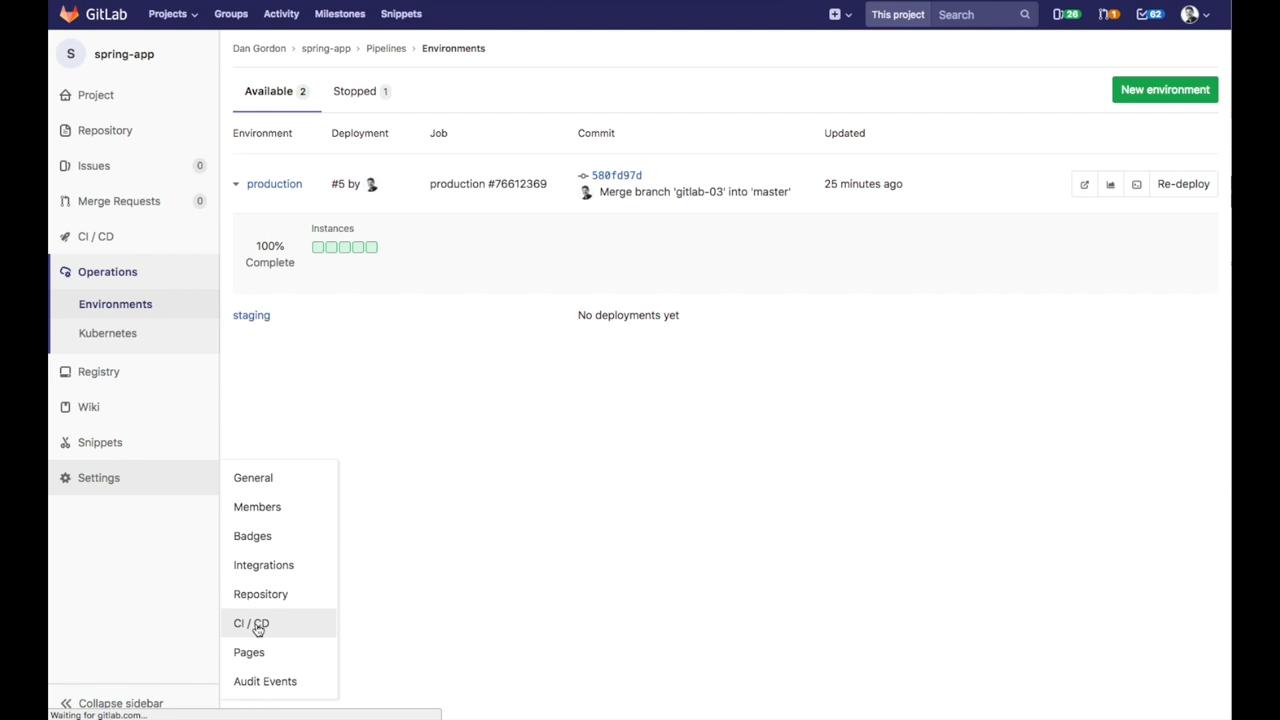 GitLab Projects Groups Activity Milestones Snippets This project Search 26 1 62
S spring-app
Project
Repository
Issues 0
Merge Requests 0
CI / CD
Operations
Environments
Kubernetes
Registry
Wiki
Snippets
Settings
Collapse sidebar
Waiting for gitlab.com...
Dan Gordon › spring-app › Pipelines › Environments
Available 2 Stopped 1 New environment
Environment Deployment Job Commit Updated
production #5 by production #76612369 580fd97d 25 minutes ago Re-deploy
Merge branch 'gitlab-03' into 'master'
100%
Complete
Instances
staging No deployments yet
General
Members
Badges
Integrations
Repository
CI / CD
Pages
Audit Events